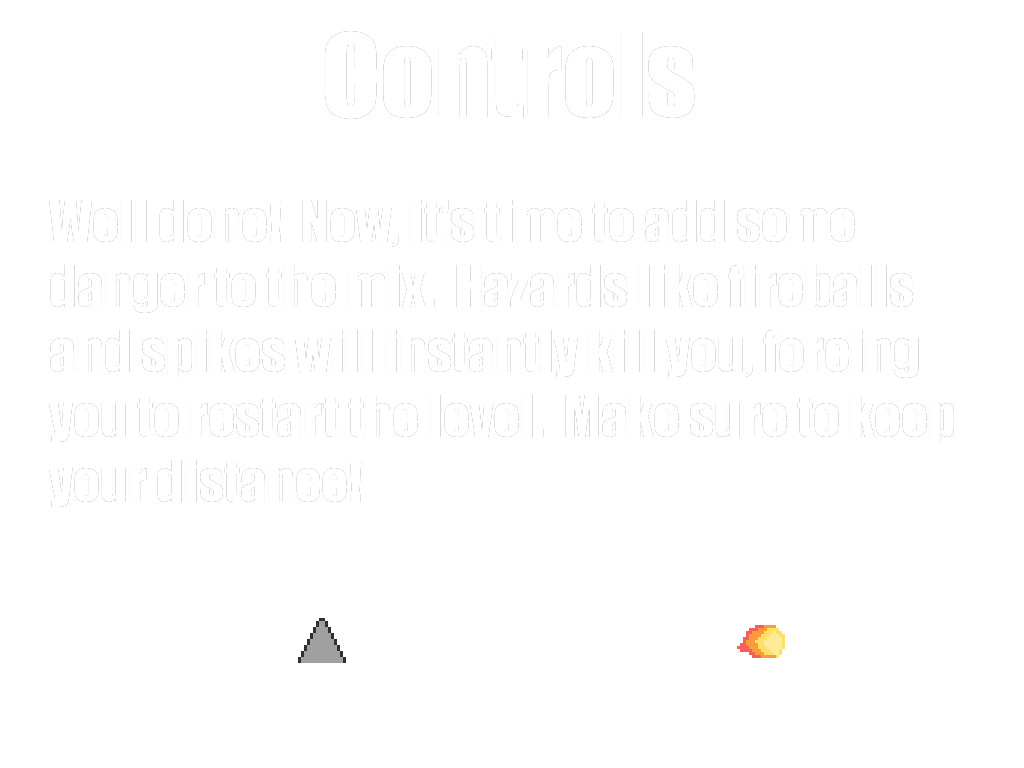 Controls
Well done! Now, it's time to add some
danger to the mix. Hazards like fireballs
and spikes will instantly kill you, forcing
you to restart the level. Make sure to keep
your distance!